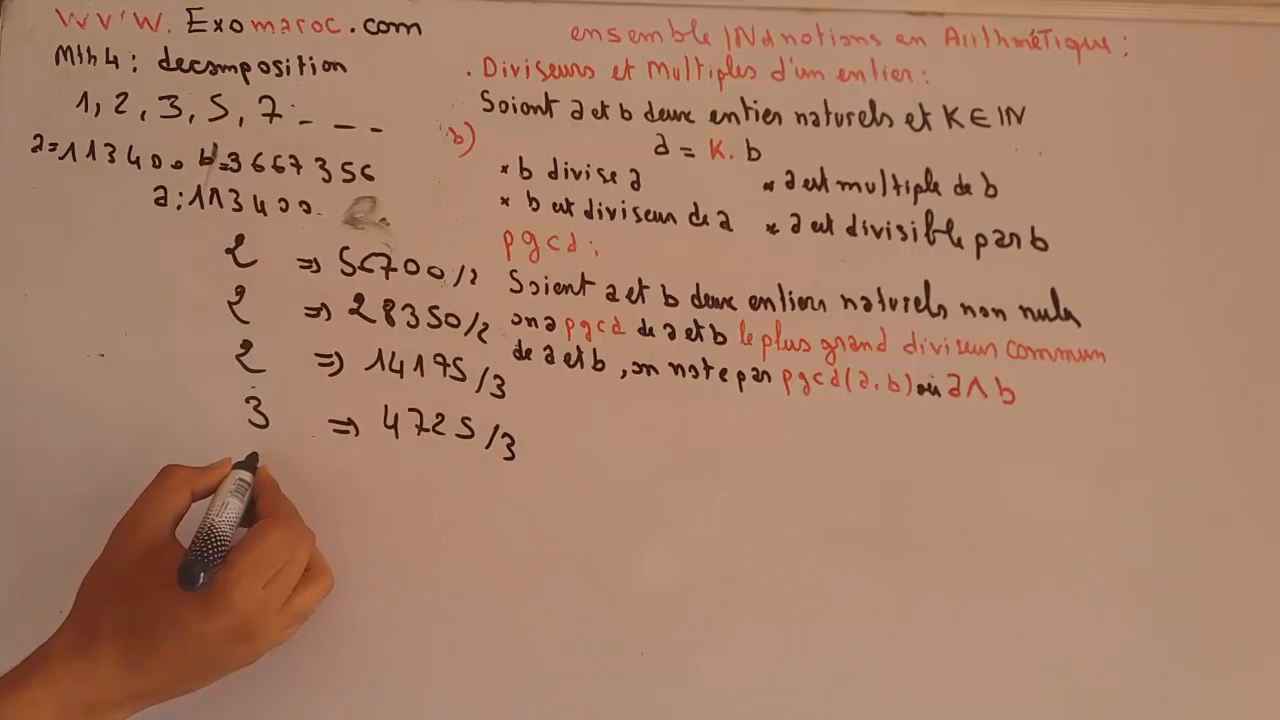 WWW.Exomaroc.com
Mth4 : decomposition
1, 2, 3, 5, 7 - - -
a=113400 b=3667356
a : 113400
2 ⇒ 56700/2
2 ⇒ 28350/2
2 ⇒ 14175/3
3 ⇒ 4725/3
ensemble IN d notions en Arithmétique :
. Diviseurs et Multiples d'un entier :
Soient a et b deux entier naturels et K∈IN
b)
a = K. b
* b divise a
* a est multiple de b
* b est diviseur de a
* a est divisible par b
pgcd :
Soient a et b deux entiers naturels non nuls
on a pgcd de a et b le plus grand diviseur commun
de a et b , on note par pgcd(a, b) où a∧b